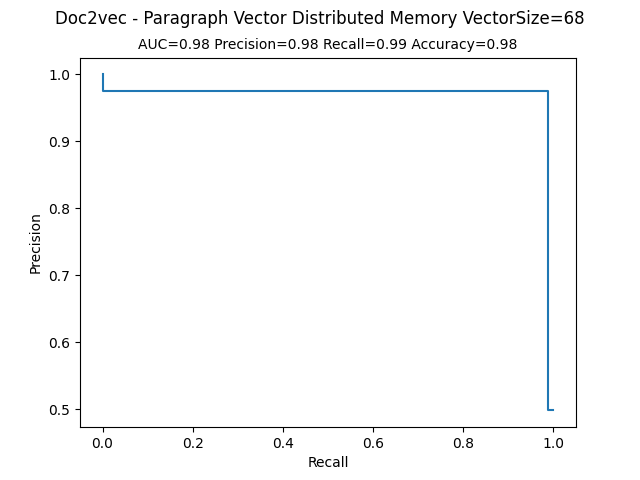 Doc2vec - Paragraph Vector Distributed Memory VectorSize=68
AUC=0.98 Precision=0.98 Recall=0.99 Accuracy=0.98
1.0
0.9
0.8
0.7
0.6
0.5
Precision
0.0 0.2 0.4 0.6 0.8 1.0
Recall